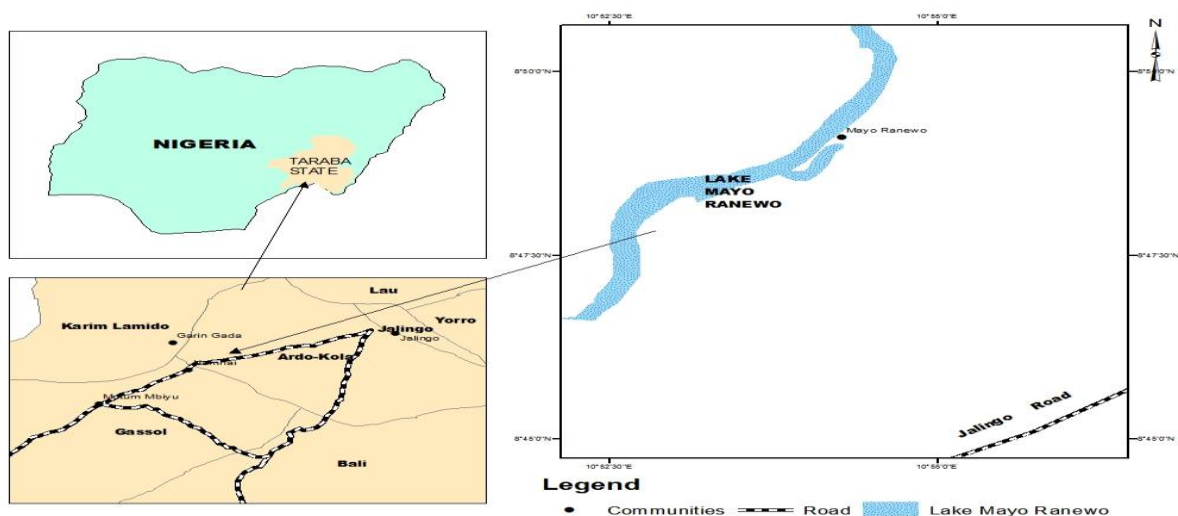 NIGERIA
TARABA
STATE
Lau
Karim Lamido
Yorro
Garin Gada
Jalingo
Jalingo
Ardo-Kola
Mutum Mbiyu
Gassol
Bali
10°52'30"E
10°55'E
N
8°50'0"N
Mayo Ranewo
LAKE
MAYO
RANEWO
8°47'30"N
8°47'30"N
Jalingo Road
8°45'0"N
8°45'0"N
10°52'30"E
10°55'E
Legend
Communities Road Lake Mayo Ranewo